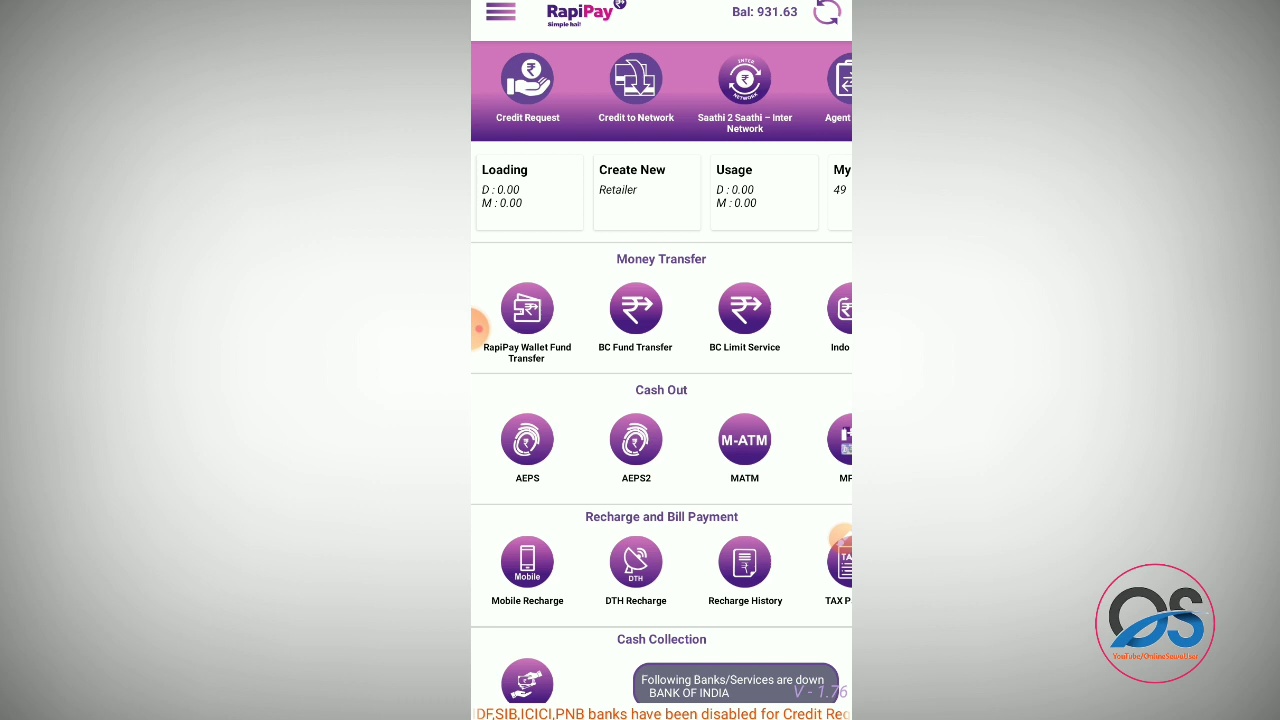 RapiPay
Simple hai!
Bal: 931.63
Credit Request
Credit to Network
ENTER
NETWORK
Saathi 2 Saathi – Inter
Network
Agent
Loading
D : 0.00
M : 0.00
Create New
Retailer
Usage
D : 0.00
M : 0.00
My
49
Money Transfer
RapiPay Wallet Fund
Transfer
BC Fund Transfer
BC Limit Service
Indo
Cash Out
AEPS
AEPS2
M-ATM
MATM
Recharge and Bill Payment
Mobile
Mobile Recharge
DTH
DTH Recharge
Recharge History
TAX P
Cash Collection
Following Banks/Services are down
BANK OF INDIA
V - 1.76
DF,SIB,ICICI,PNB banks have been disabled for Credit Req
OS